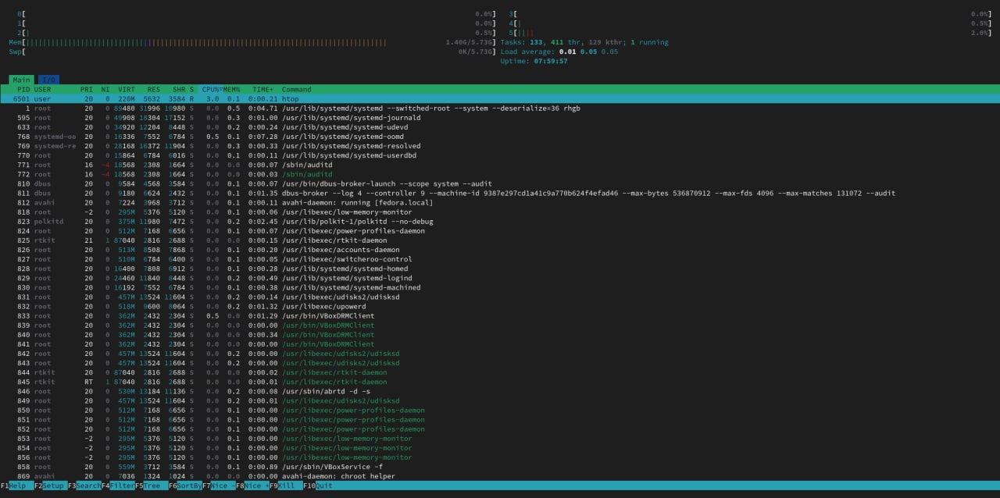 0[ 0.0%] 3[ 0.0%]
1[ 0.0%] 4[| 0.5%]
2[| 0.5%] 5[|||| 2.0%]
Mem[ 1.40G/5.73G] Tasks: 133, 411 thr, 129 kthr; 1 running
Swp[ 0K/5.73G] Load average: 0.01 0.05 0.05
Uptime: 07:59:57
Main I/O
PID USER PRI NI VIRT RES SHR S CPU%▽MEM% TIME+ Command
6501 user 20 0 220M 5632 3584 R 3.0 0.1 0:00.21 htop
1 root 20 0 89480 31996 10980 S 0.0 0.5 0:04.71 /usr/lib/systemd/systemd --switched-root --system --deserialize=36 rhgb
595 root 20 0 49908 18304 17152 S 0.0 0.3 0:01.00 /usr/lib/systemd/systemd-journald
633 root 20 0 34920 12204 8448 S 0.0 0.2 0:00.24 /usr/lib/systemd/systemd-udevd
768 systemd-oo 20 0 16336 7552 6784 S 0.5 0.1 0:07.28 /usr/lib/systemd/systemd-oomd
769 systemd-re 20 0 28168 16372 11904 S 0.0 0.3 0:00.33 /usr/lib/systemd/systemd-resolved
770 root 20 0 15864 6784 6016 S 0.0 0.1 0:00.11 /usr/lib/systemd/systemd-userdbd
771 root 16 -4 18568 2308 1664 S 0.0 0.0 0:00.07 /sbin/auditd
772 root 16 -4 18568 2308 1664 S 0.0 0.0 0:00.03 /sbin/auditd
810 dbus 20 0 9584 4568 3584 S 0.0 0.1 0:00.07 /usr/bin/dbus-broker-launch --scope system --audit
811 dbus 20 0 9180 6624 2432 S 0.0 0.1 0:01.35 dbus-broker --log 4 --controller 9 --machine-id 9387e297cd1a41c9a770b624f4efad46 --max-bytes 536870912 --max-fds 4096 --max-matches 131072 --audit
812 avahi 20 0 7224 3968 3712 S 0.0 0.1 0:00.11 avahi-daemon: running [fedora.local]
818 root -2 0 295M 5376 5120 S 0.0 0.1 0:00.06 /usr/libexec/low-memory-monitor
823 polkitd 20 0 375M 11980 7472 S 0.0 0.2 0:02.45 /usr/lib/polkit-1/polkitd --no-debug
824 root 20 0 512M 7168 6656 S 0.0 0.1 0:00.07 /usr/libexec/power-profiles-daemon
825 rtkit 21 1 87040 2816 2688 S 0.0 0.0 0:00.15 /usr/libexec/rtkit-daemon
826 root 20 0 513M 8508 7868 S 0.0 0.1 0:00.20 /usr/libexec/accounts-daemon
827 root 20 0 510M 6784 6400 S 0.0 0.1 0:00.05 /usr/libexec/switcheroo-control
828 root 20 0 16400 7808 6912 S 0.0 0.1 0:00.28 /usr/lib/systemd/systemd-homed
829 root 20 0 24460 11840 8448 S 0.0 0.2 0:00.49 /usr/lib/systemd/systemd-logind
830 root 20 0 16192 7552 6784 S 0.0 0.1 0:00.38 /usr/lib/systemd/systemd-machined
831 root 20 0 457M 13524 11604 S 0.0 0.2 0:00.14 /usr/libexec/udisks2/udisksd
832 root 20 0 518M 9600 8064 S 0.0 0.2 0:01.32 /usr/libexec/upowerd
833 root 20 0 362M 2432 2304 S 0.5 0.0 0:01.29 /usr/bin/VBoxDRMClient
839 root 20 0 362M 2432 2304 S 0.0 0.0 0:00.00 /usr/bin/VBoxDRMClient
840 root 20 0 362M 2432 2304 S 0.0 0.0 0:00.34 /usr/bin/VBoxDRMClient
841 root 20 0 362M 2432 2304 S 0.0 0.0 0:00.00 /usr/bin/VBoxDRMClient
842 root 20 0 457M 13524 11604 S 0.0 0.2 0:00.00 /usr/libexec/udisks2/udisksd
843 root 20 0 457M 13524 11604 S 0.0 0.2 0:00.00 /usr/libexec/udisks2/udisksd
844 rtkit 20 0 87040 2816 2688 S 0.0 0.0 0:00.02 /usr/libexec/rtkit-daemon
845 rtkit RT 1 87040 2816 2688 S 0.0 0.0 0:00.01 /usr/libexec/rtkit-daemon
846 root 20 0 530M 13184 11136 S 0.0 0.2 0:00.08 /usr/sbin/abrtd -d -s
849 root 20 0 457M 13524 11604 S 0.0 0.2 0:00.00 /usr/libexec/udisks2/udisksd
850 root 20 0 512M 7168 6656 S 0.0 0.1 0:00.00 /usr/libexec/power-profiles-daemon
851 root 20 0 512M 7168 6656 S 0.0 0.1 0:00.00 /usr/libexec/power-profiles-daemon
852 root 20 0 512M 7168 6656 S 0.0 0.1 0:00.00 /usr/libexec/power-profiles-daemon
853 root -2 0 295M 5376 5120 S 0.0 0.1 0:00.00 /usr/libexec/low-memory-monitor
854 root -2 0 295M 5376 5120 S 0.0 0.1 0:00.00 /usr/libexec/low-memory-monitor
856 root -2 0 295M 5376 5120 S 0.0 0.1 0:00.00 /usr/libexec/low-memory-monitor
858 root 20 0 559M 3712 3584 S 0.0 0.1 0:00.89 /usr/sbin/VBoxService -f
869 avahi 20 0 7036 1324 1024 S 0.0 0.0 0:00.00 avahi-daemon: chroot helper
F1Help F2Setup F3SearchF4FilterF5Tree F6SortByF7Nice -F8Nice +F9Kill F10Quit